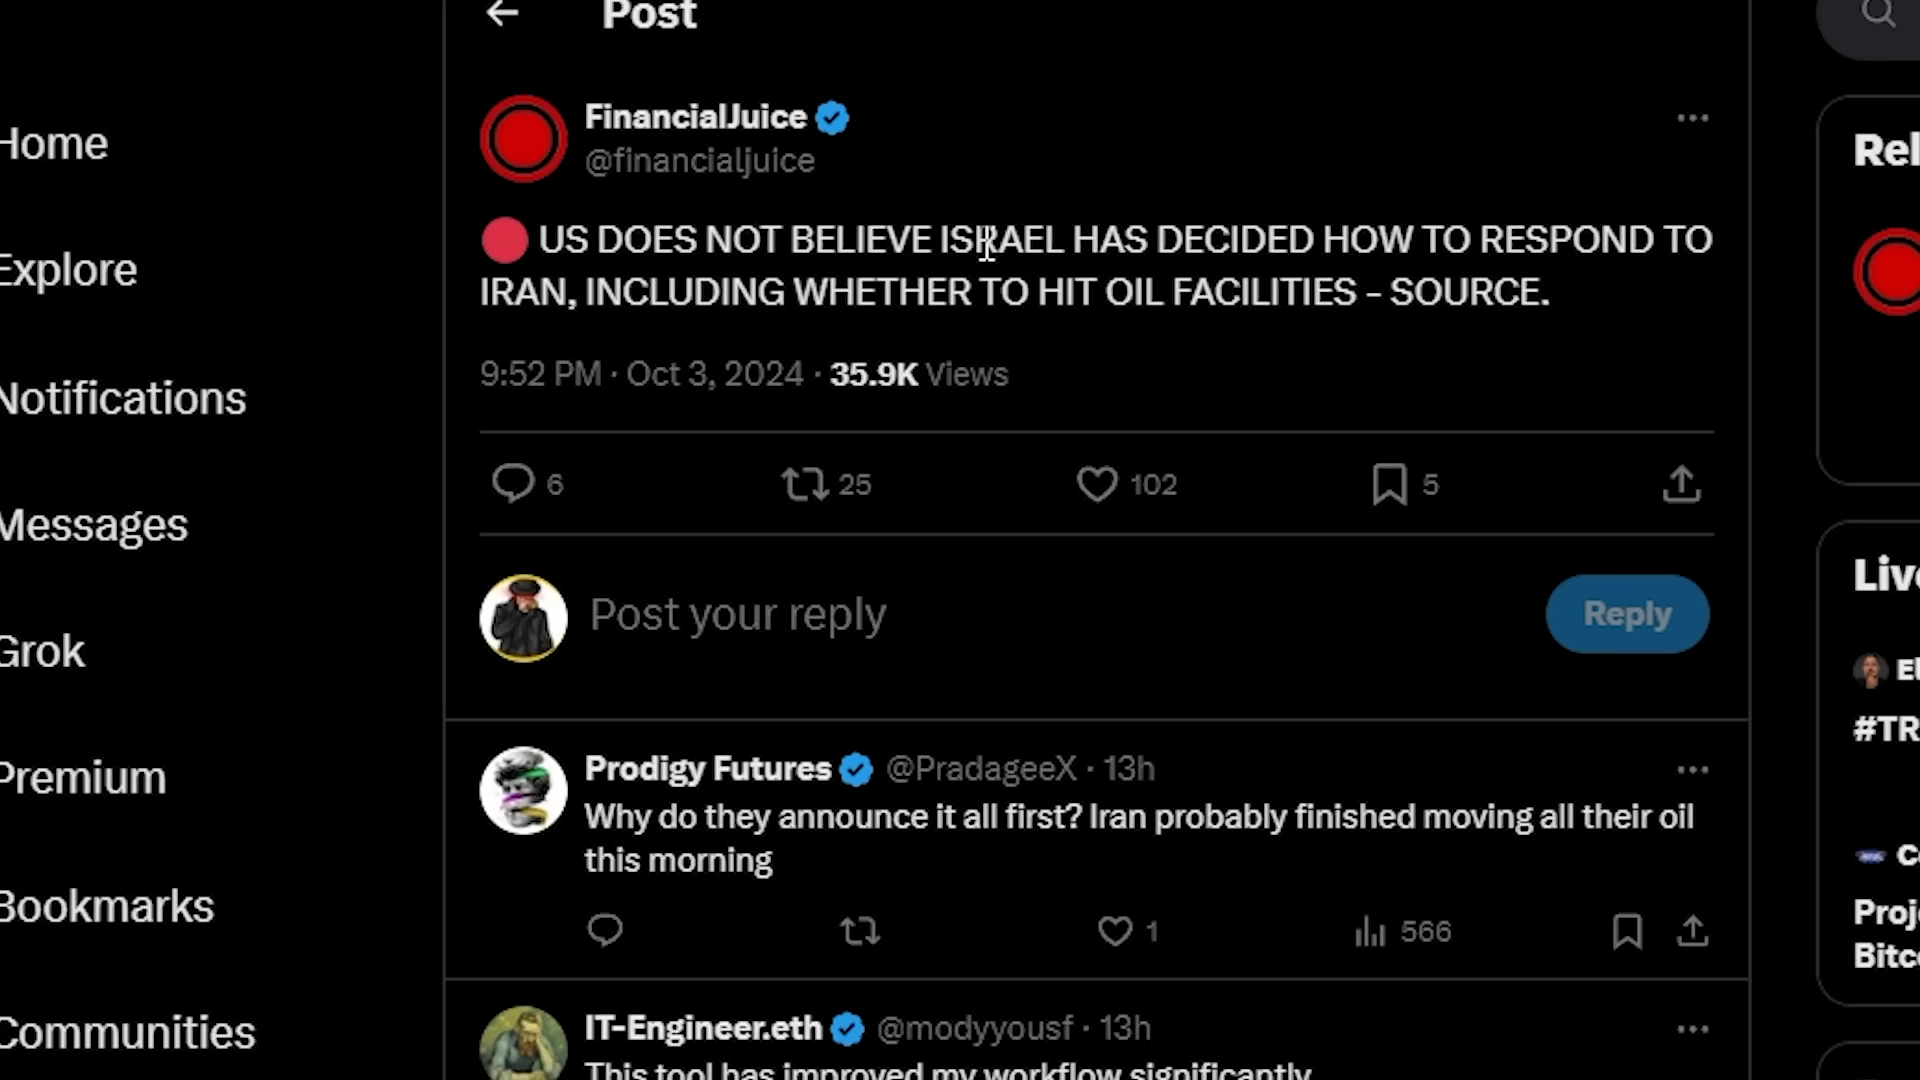 Post
FinancialJuice
@financialjuice
US DOES NOT BELIEVE ISRAEL HAS DECIDED HOW TO RESPOND TO
IRAN, INCLUDING WHETHER TO HIT OIL FACILITIES – SOURCE.
9:52 PM · Oct 3, 2024 · 35.9K Views
6 25 102 5
Post your reply
Reply
Prodigy Futures @PradageeX · 13h
Why do they announce it all first? Iran probably finished moving all their oil
this morning
1 566
IT-Engineer.eth @modyyousf · 13h
This tool has improved my workflow significantly
Home
Explore
Notifications
Messages
Grok
Premium
Bookmarks
Communities
Rel
Live
El
#TR
Proj
Bitc